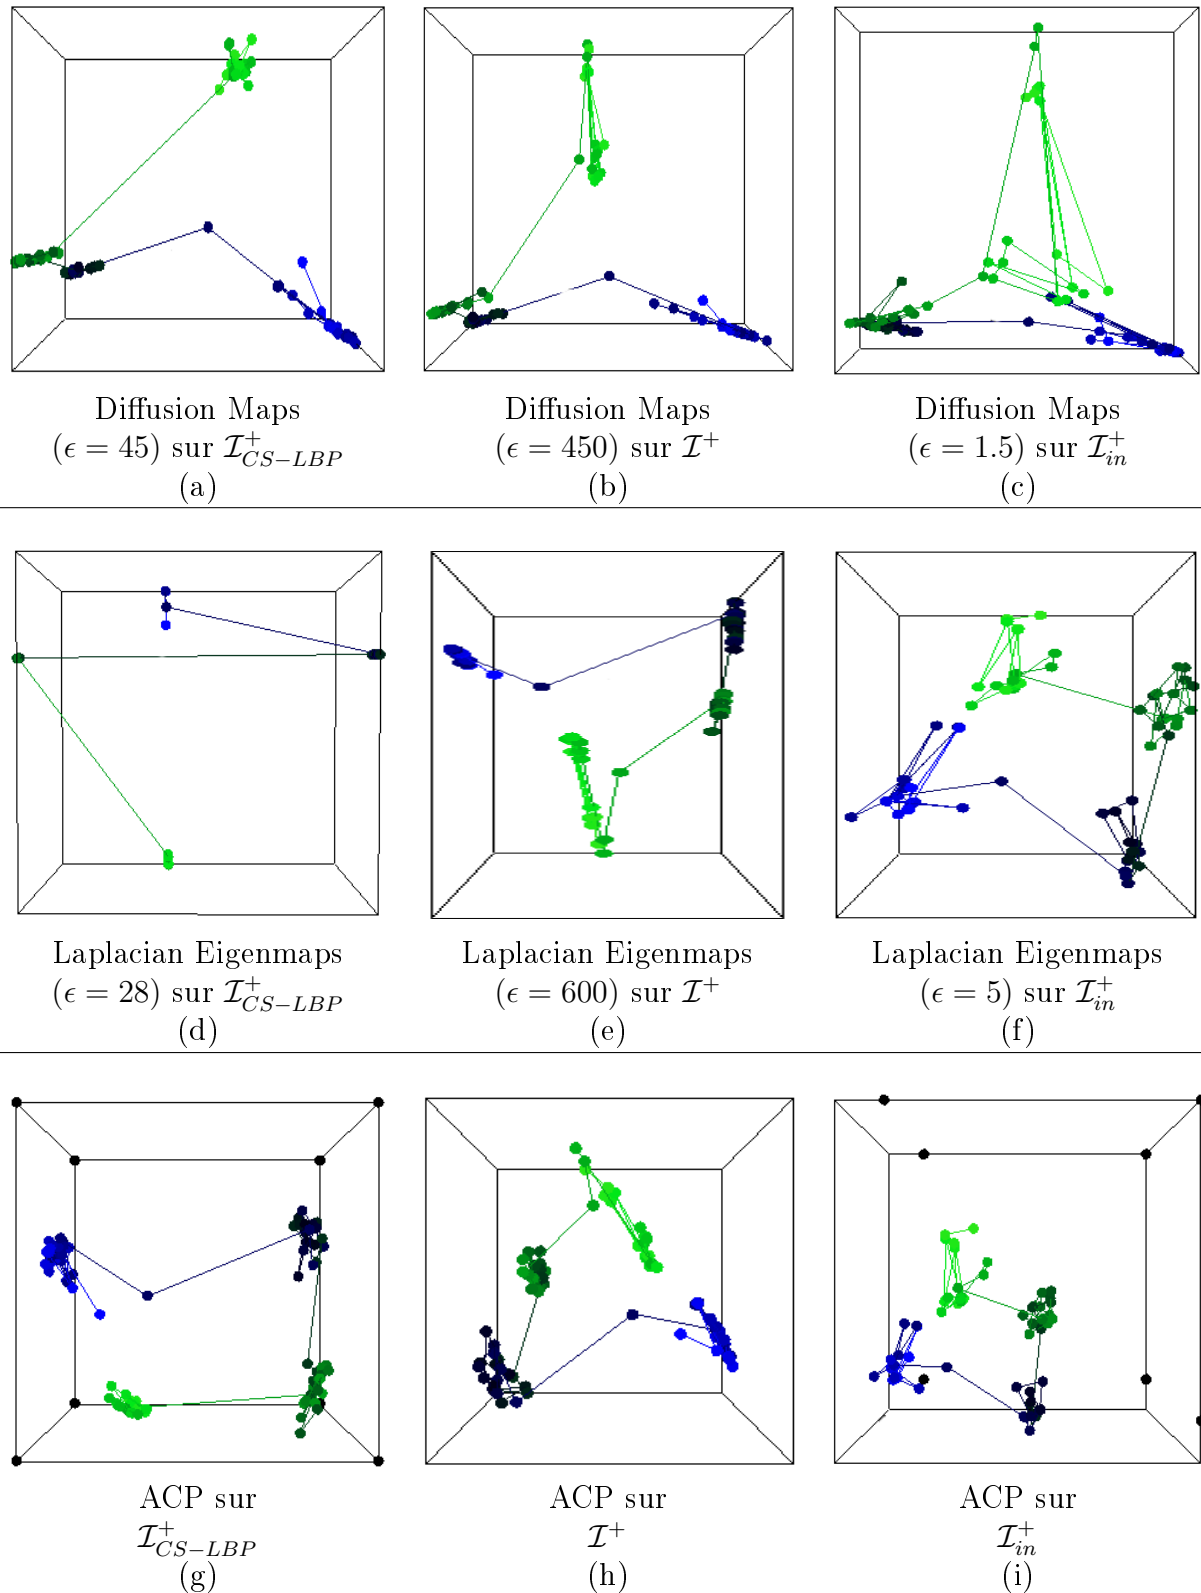 Diffusion Maps
(ϵ = 45) sur I⁺_{CS−LBP}
(a)
Diffusion Maps
(ϵ = 450) sur I⁺
(b)
Diffusion Maps
(ϵ = 1.5) sur I⁺_{in}
(c)
Laplacian Eigenmaps
(ϵ = 28) sur I⁺_{CS−LBP}
(d)
Laplacian Eigenmaps
(ϵ = 600) sur I⁺
(e)
Laplacian Eigenmaps
(ϵ = 5) sur I⁺_{in}
(f)
ACP sur
I⁺_{CS−LBP}
(g)
ACP sur
I⁺
(h)
ACP sur
I⁺_{in}
(i)